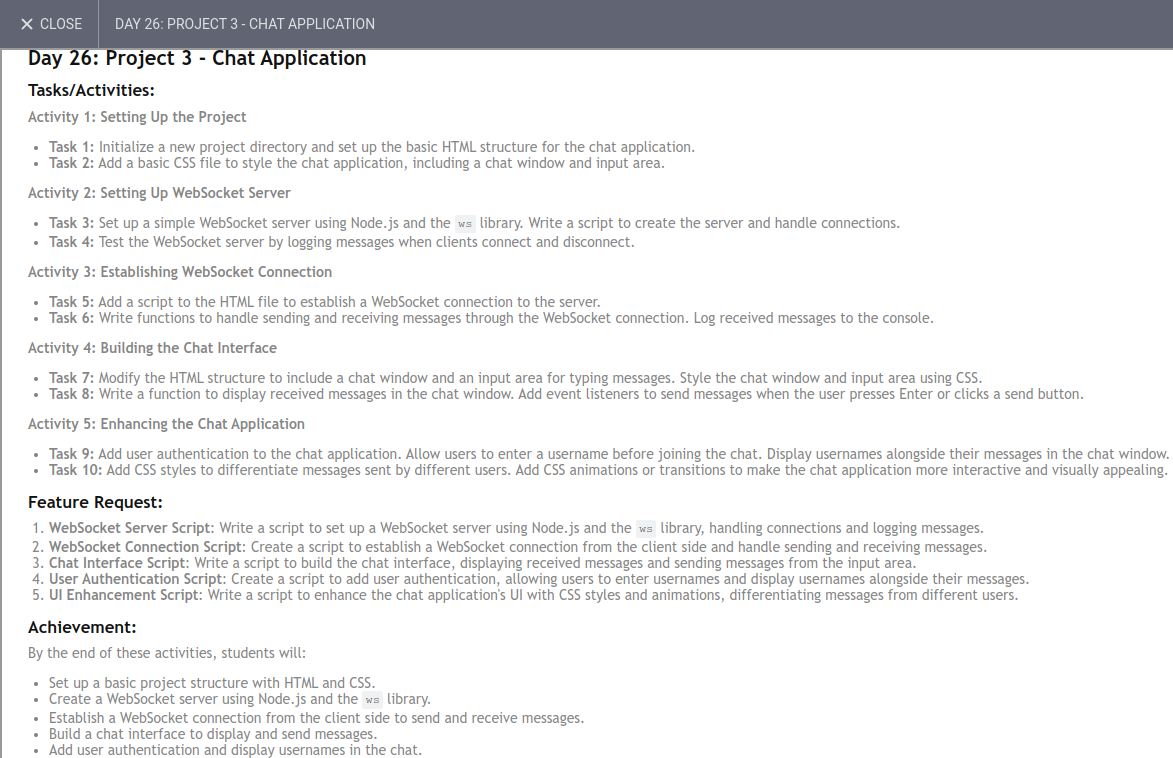 CLOSE
DAY 26: PROJECT 3 - CHAT APPLICATION
Day 26: Project 3 - Chat Application
Tasks/Activities:
Activity 1: Setting Up the Project
• Task 1: Initialize a new project directory and set up the basic HTML structure for the chat application.
• Task 2: Add a basic CSS file to style the chat application, including a chat window and input area.
Activity 2: Setting Up WebSocket Server
• Task 3: Set up a simple WebSocket server using Node.js and the ws library. Write a script to create the server and handle connections.
• Task 4: Test the WebSocket server by logging messages when clients connect and disconnect.
Activity 3: Establishing WebSocket Connection
• Task 5: Add a script to the HTML file to establish a WebSocket connection to the server.
• Task 6: Write functions to handle sending and receiving messages through the WebSocket connection. Log received messages to the console.
Activity 4: Building the Chat Interface
• Task 7: Modify the HTML structure to include a chat window and an input area for typing messages. Style the chat window and input area using CSS.
• Task 8: Write a function to display received messages in the chat window. Add event listeners to send messages when the user presses Enter or clicks a send button.
Activity 5: Enhancing the Chat Application
• Task 9: Add user authentication to the chat application. Allow users to enter a username before joining the chat. Display usernames alongside their messages in the chat window.
• Task 10: Add CSS styles to differentiate messages sent by different users. Add CSS animations or transitions to make the chat application more interactive and visually appealing.
Feature Request:
1. WebSocket Server Script: Write a script to set up a WebSocket server using Node.js and the ws library, handling connections and logging messages.
2. WebSocket Connection Script: Create a script to establish a WebSocket connection from the client side and handle sending and receiving messages.
3. Chat Interface Script: Write a script to build the chat interface, displaying received messages and sending messages from the input area.
4. User Authentication Script: Create a script to add user authentication, allowing users to enter usernames and display usernames alongside their messages.
5. UI Enhancement Script: Write a script to enhance the chat application's UI with CSS styles and animations, differentiating messages from different users.
Achievement:
By the end of these activities, students will:
• Set up a basic project structure with HTML and CSS.
• Create a WebSocket server using Node.js and the ws library.
• Establish a WebSocket connection from the client side to send and receive messages.
• Build a chat interface to display and send messages.
• Add user authentication and display usernames in the chat.